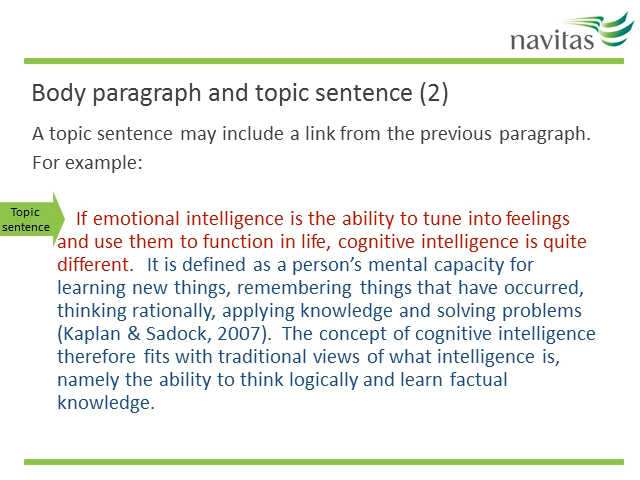 navitas
Body paragraph and topic sentence (2)
A topic sentence may include a link from the previous paragraph.
For example:
Topic
sentence
If emotional intelligence is the ability to tune into feelings
and use them to function in life, cognitive intelligence is quite
different. It is defined as a person’s mental capacity for
learning new things, remembering things that have occurred,
thinking rationally, applying knowledge and solving problems
(Kaplan & Sadock, 2007). The concept of cognitive intelligence
therefore fits with traditional views of what intelligence is,
namely the ability to think logically and learn factual
knowledge.